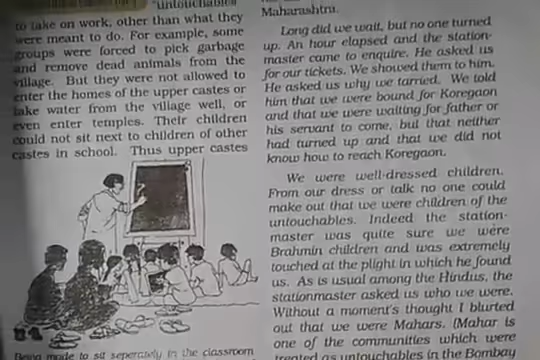 "untouchables"
to take on work, other than what they
were meant to do. For example, some
groups were forced to pick garbage
and remove dead animals from the
village. But they were not allowed to
enter the homes of the upper castes or
take water from the village well, or
even enter temples. Their children
could not sit next to children of other
castes in school. Thus upper castes
Being made to sit seperately in the classroom
Maharashtra.
Long did we wait, but no one turned
up. An hour elapsed and the station-
master came to enquire. He asked us
for our tickets. We showed them to him.
He asked us why we tarried. We told
him that we were bound for Koregaon
and that we were waiting for father or
his servant to come, but that neither
had turned up and that we did not
know how to reach Koregaon.
We were well-dressed children.
From our dress or talk no one could
make out that we were children of the
untouchables. Indeed the station-
master was quite sure we were
Brahmin children and was extremely
touched at the plight in which he found
us. As is usual among the Hindus, the
stationmaster asked us who we were.
Without a moment's thought I blurted
out that we were Mahars. (Mahar is
one of the communities which were
treated as untouchables in the Bombay